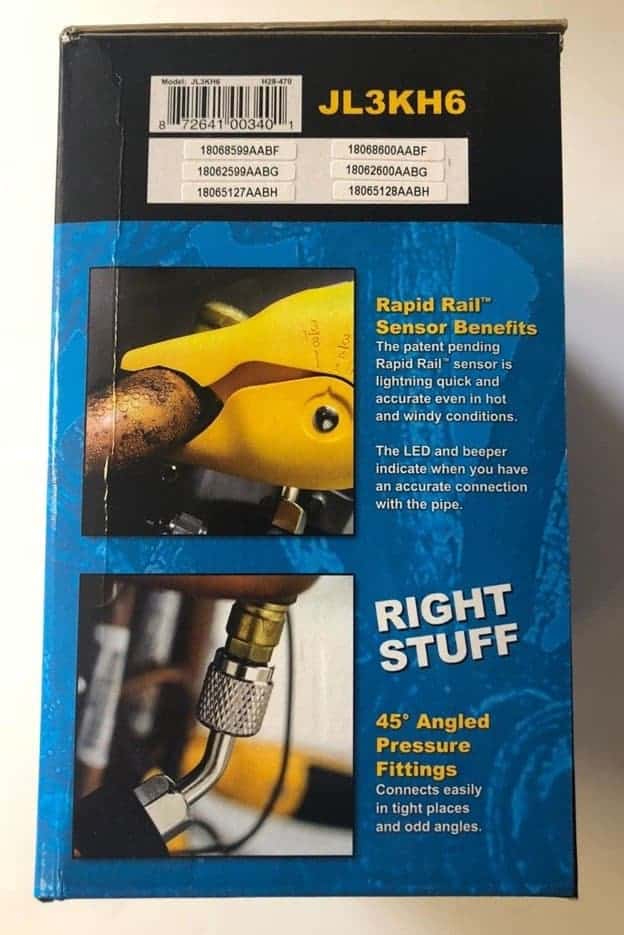 Model: JL3KH6 H28-470
8 72641 00340 1
JL3KH6
18068599AABF 18068600AABF
18062599AABG 18062600AABG
18065127AABH 18065128AABH
Rapid Rail™
Sensor Benefits
The patent pending
Rapid Rail™ sensor is
lightning quick and
accurate even in hot
and windy conditions.
The LED and beeper
indicate when you have
an accurate connection
with the pipe.
RIGHT
STUFF
45° Angled
Pressure
Fittings
Connects easily
in tight places
and odd angles.